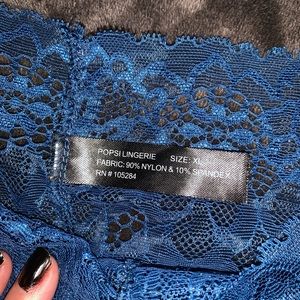 POPSI LINGERIE SIZE: XL
FABRIC: 90% NYLON & 10% SPANDEX
RN # 105284